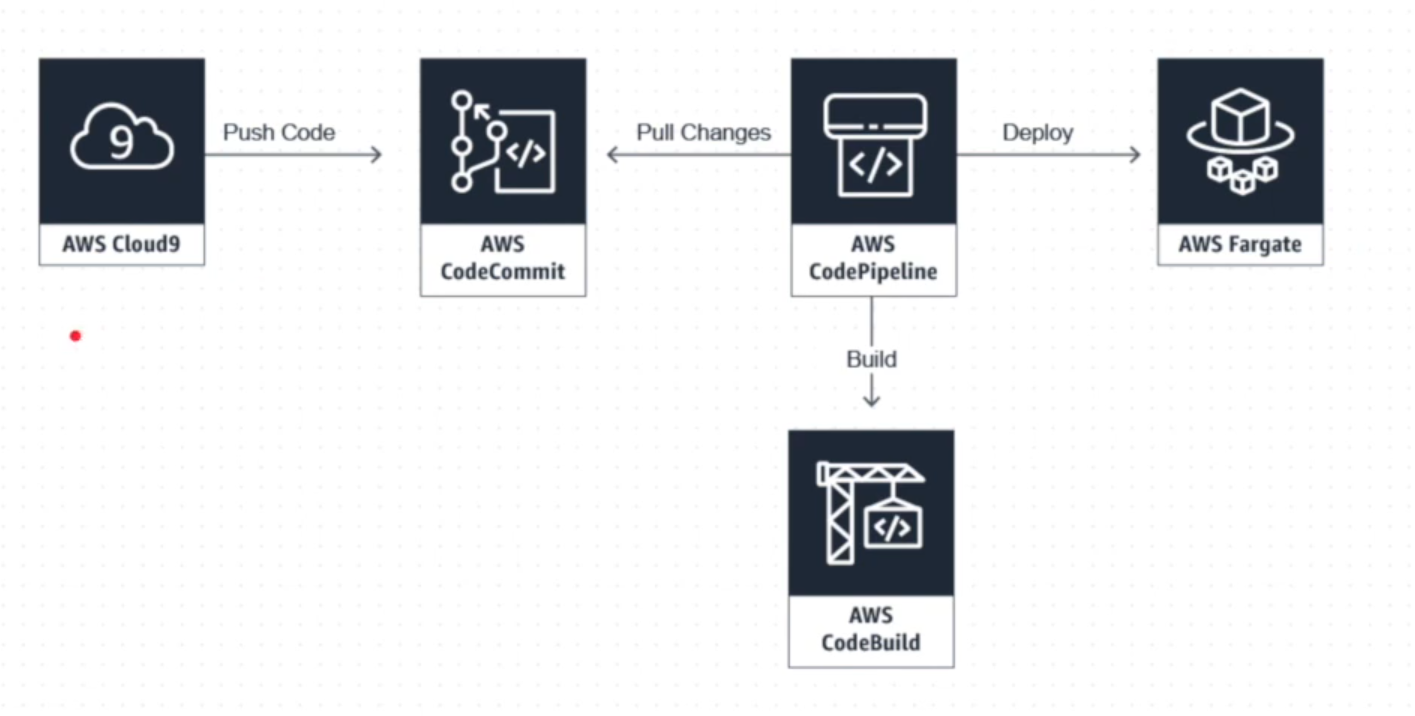 Push Code
Pull Changes
Deploy
9
</>
</>
AWS Cloud9
AWS
CodeCommit
AWS
CodePipeline
AWS Fargate
Build
</>
AWS
CodeBuild